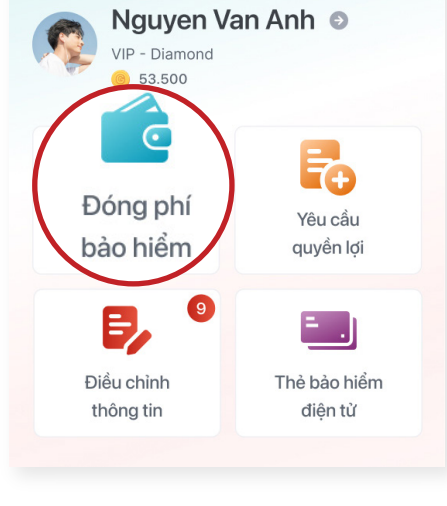 Nguyen Van Anh
VIP - Diamond
53.500
Đóng phí
bảo hiểm
Yêu cầu
quyền lợi
9
Điều chỉnh
thông tin
Thẻ bảo hiểm
điện tử